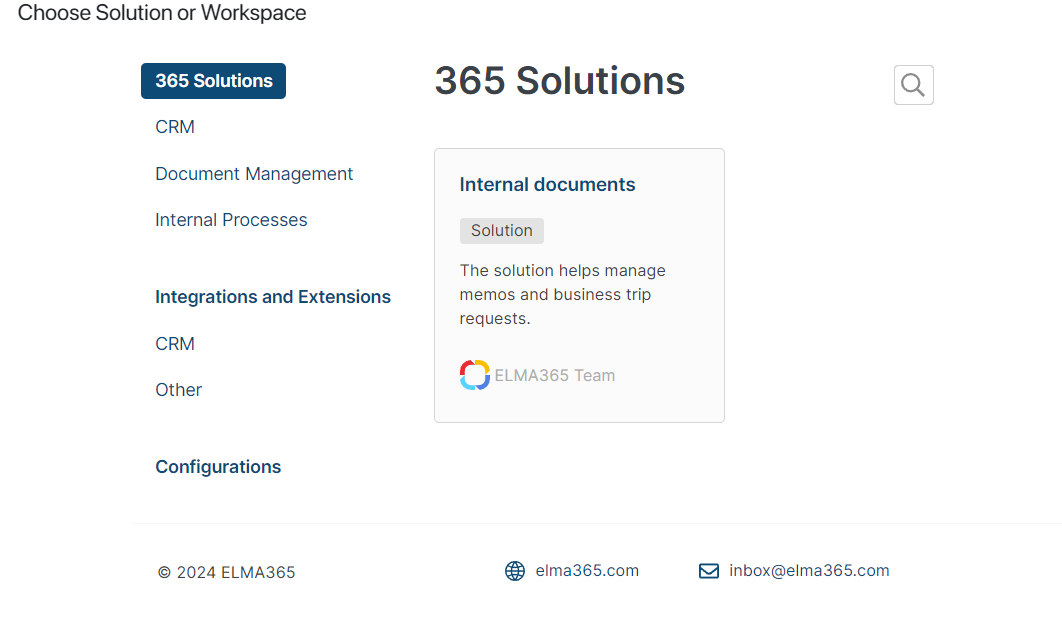 Choose Solution or Workspace
365 Solutions
CRM
Document Management
Internal Processes
Integrations and Extensions
CRM
Other
Configurations
365 Solutions
Internal documents
Solution
The solution helps manage
memos and business trip
requests.
ELMA365 Team
© 2024 ELMA365
elma365.com
inbox@elma365.com